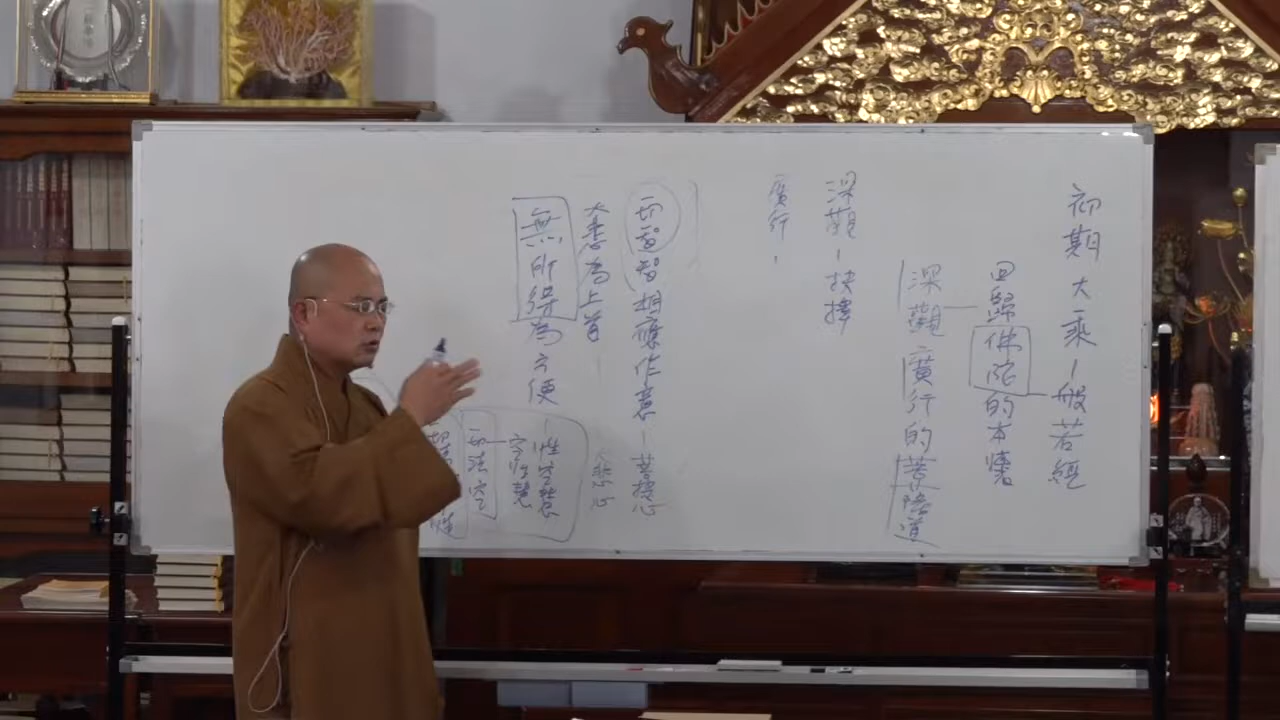 初期大乘－般若經
回歸佛陀的本懷
深觀廣行的菩薩道
深觀－抉擇
廣行，
一切智智相應作意－菩提心
大悲為上首－悲心
無所得為方便－性空慧
空性慧
一切法空